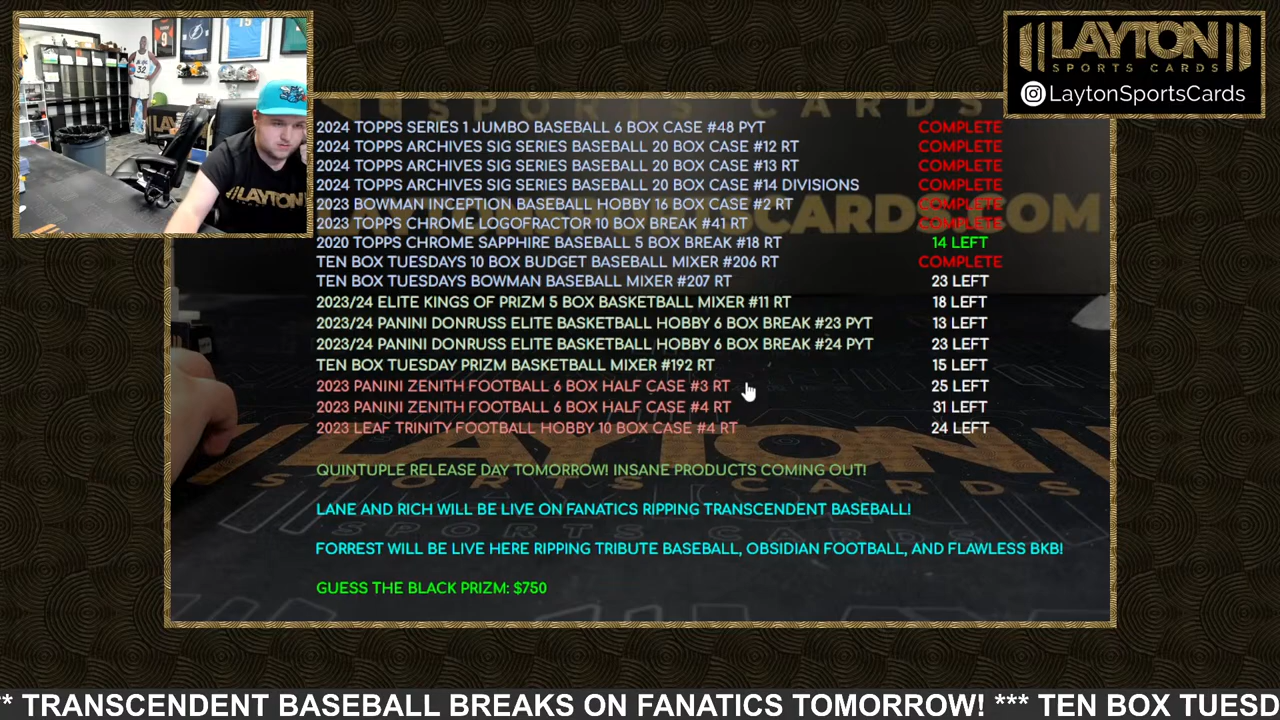 LAYTON
SPORTS CARDS
LaytonSportsCards
SPORTS CARDS
2024 TOPPS SERIES 1 JUMBO BASEBALL 6 BOX CASE #48 PYT COMPLETE
2024 TOPPS ARCHIVES SIG SERIES BASEBALL 20 BOX CASE #12 RT COMPLETE
2024 TOPPS ARCHIVES SIG SERIES BASEBALL 20 BOX CASE #13 RT COMPLETE
2024 TOPPS ARCHIVES SIG SERIES BASEBALL 20 BOX CASE #14 DIVISIONS COMPLETE
2023 BOWMAN INCEPTION BASEBALL HOBBY 16 BOX CASE #2 RT COMPLETE
2023 TOPPS CHROME LOGOFRACTOR 10 BOX BREAK #41 RT COMPLETE
2020 TOPPS CHROME SAPPHIRE BASEBALL 5 BOX BREAK #18 RT 14 LEFT
TEN BOX TUESDAYS 10 BOX BUDGET BASEBALL MIXER #206 RT COMPLETE
TEN BOX TUESDAYS BOWMAN BASEBALL MIXER #207 RT 23 LEFT
2023/24 ELITE KINGS OF PRIZM 5 BOX BASKETBALL MIXER #11 RT 18 LEFT
2023/24 PANINI DONRUSS ELITE BASKETBALL HOBBY 6 BOX BREAK #23 PYT 13 LEFT
2023/24 PANINI DONRUSS ELITE BASKETBALL HOBBY 6 BOX BREAK #24 PYT 23 LEFT
TEN BOX TUESDAY PRIZM BASKETBALL MIXER #192 RT 15 LEFT
2023 PANINI ZENITH FOOTBALL 6 BOX HALF CASE #3 RT 25 LEFT
2023 PANINI ZENITH FOOTBALL 6 BOX HALF CASE #4 RT 31 LEFT
2023 LEAF TRINITY FOOTBALL HOBBY 10 BOX CASE #4 RT 24 LEFT
QUINTUPLE RELEASE DAY TOMORROW! INSANE PRODUCTS COMING OUT!
LANE AND RICH WILL BE LIVE ON FANATICS RIPPING TRANSCENDENT BASEBALL!
FORREST WILL BE LIVE HERE RIPPING TRIBUTE BASEBALL, OBSIDIAN FOOTBALL, AND FLAWLESS BKB!
GUESS THE BLACK PRIZM: $750
** TRANSCENDENT BASEBALL BREAKS ON FANATICS TOMORROW! *** TEN BOX TUESD